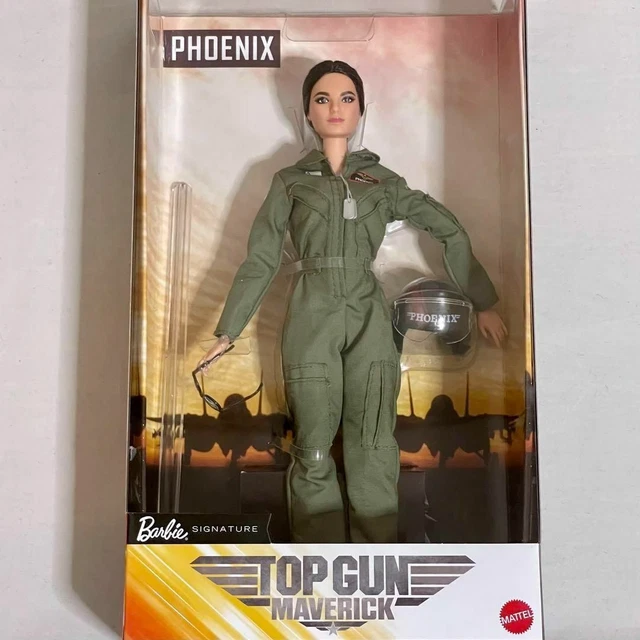 PHOENIX
"PHOENIX"
Barbie SIGNATURE
TOP GUN
MAVERICK
MATTEL